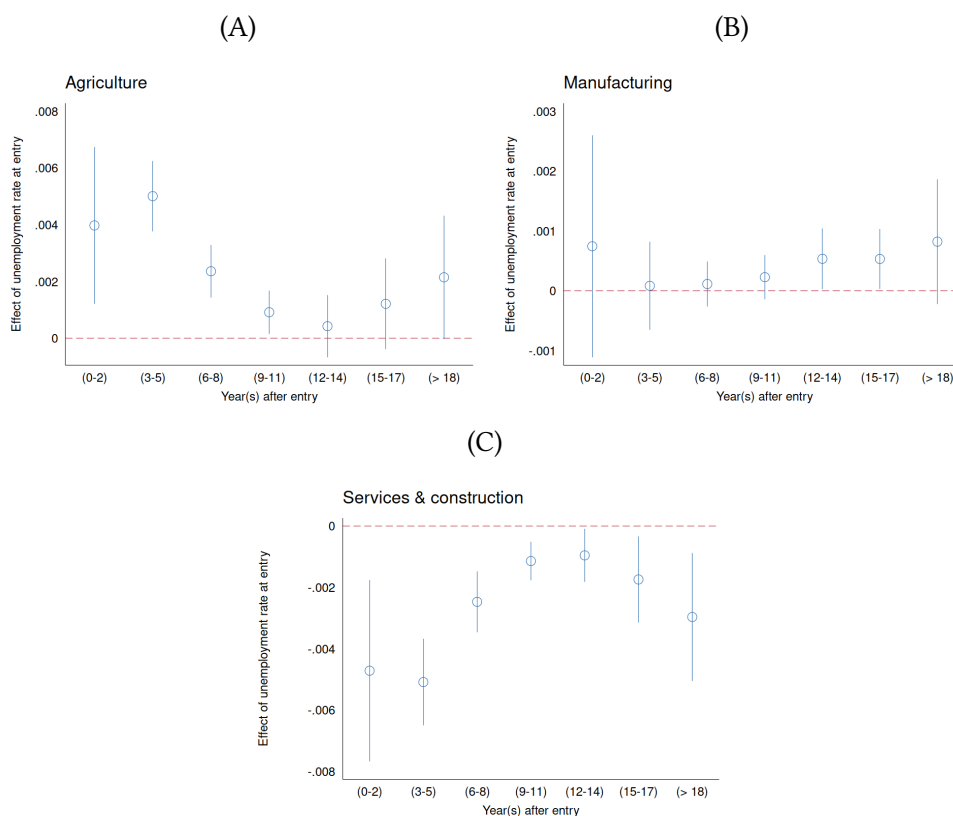 (A)
Agriculture
Effect of unemployment rate at entry
.008
.006
.004
.002
0
(0-2) (3-5) (6-8) (9-11) (12-14) (15-17) (> 18)
Year(s) after entry
(B)
Manufacturing
Effect of unemployment rate at entry
.003
.002
.001
0
-.001
(0-2) (3-5) (6-8) (9-11) (12-14) (15-17) (> 18)
Year(s) after entry
(C)
Services & construction
Effect of unemployment rate at entry
0
-.002
-.004
-.006
-.008
(0-2) (3-5) (6-8) (9-11) (12-14) (15-17) (> 18)
Year(s) after entry